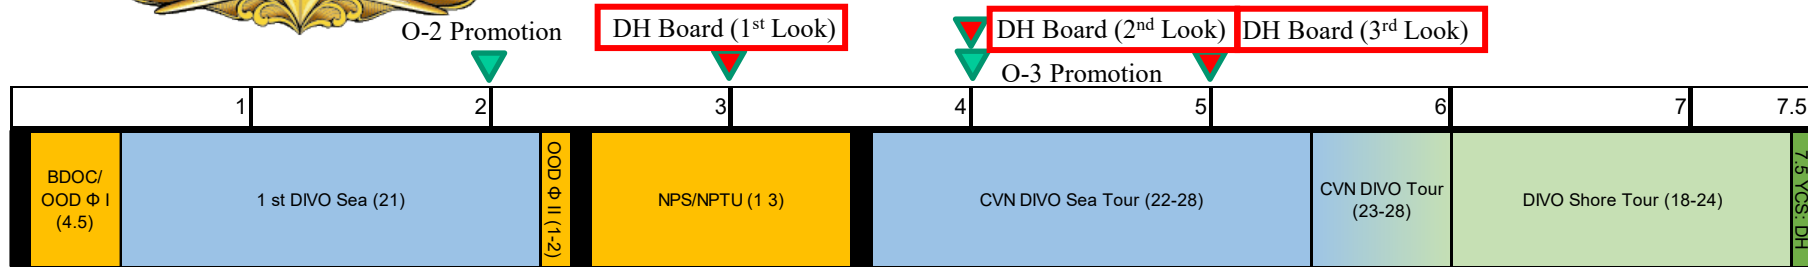 O-2 Promotion
DH Board (1st Look)
DH Board (2nd Look)
DH Board (3rd Look)
O-3 Promotion
1
2
3
4
5
6
7
7.5
BDOC/
OOD Φ I
(4.5)
1 st DIVO Sea (21)
OOD Φ II (1-2)
NPS/NPTU (1 3)
CVN DIVO Sea Tour (22-28)
CVN DIVO Tour
(23-28)
DIVO Shore Tour (18-24)
7.5 YCS: DH